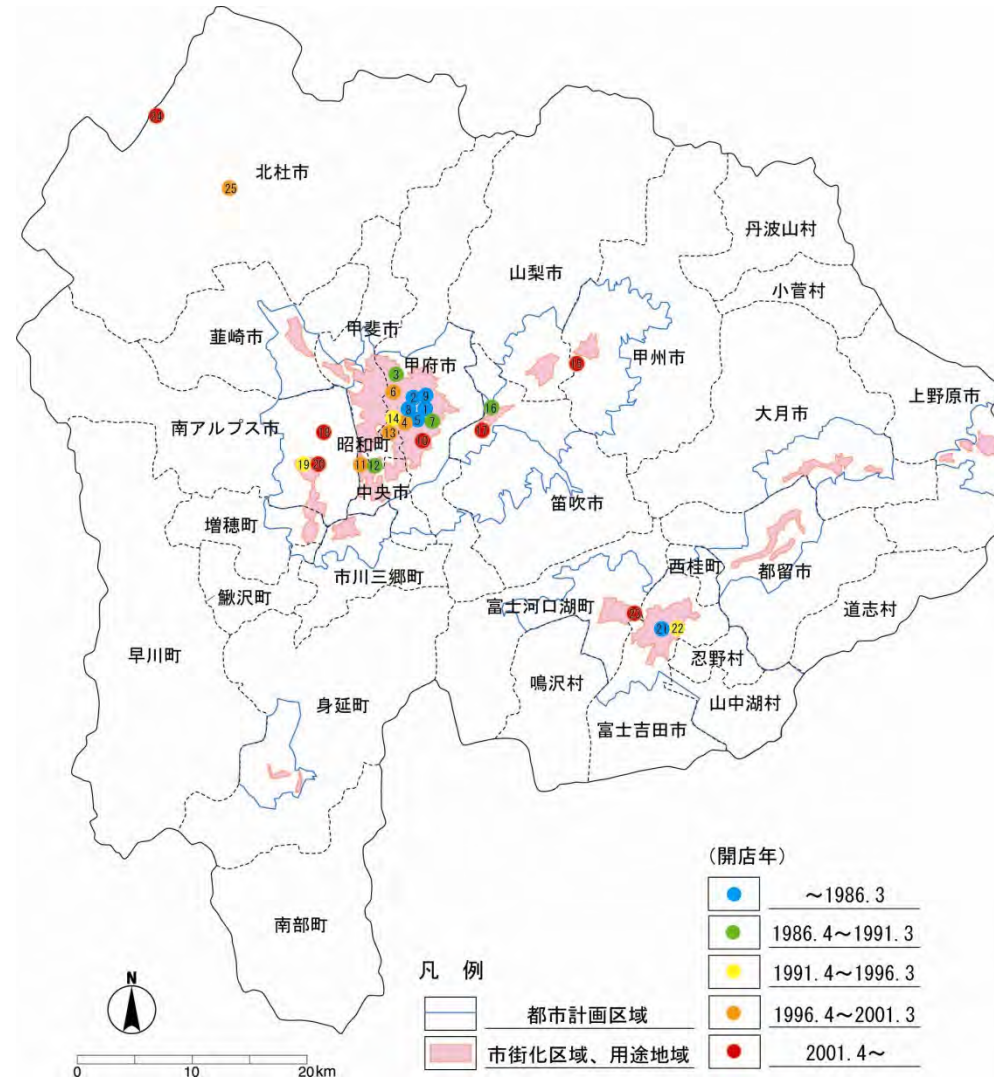 24
北杜市
25
丹波山村
山梨市
小菅村
韮崎市
甲斐市
甲府市
甲州市
3
6
2
9
8
1
16
上野原市
大月市
14
4
5
7
南アルプス市
13
昭和町
19
11
12
中央市
笛吹市
増穂町
西桂町
都留市
市川三郷町
鰍沢町
富士河口湖町
道志村
21
22
早川町
忍野村
鳴沢村
山中湖村
身延町
富士吉田市
南部町
(開店年)
～1986.3
1986.4～1991.3
1991.4～1996.3
1996.4～2001.3
2001.4～
凡 例
都市計画区域
市街化区域、用途地域
N
0 10 20km